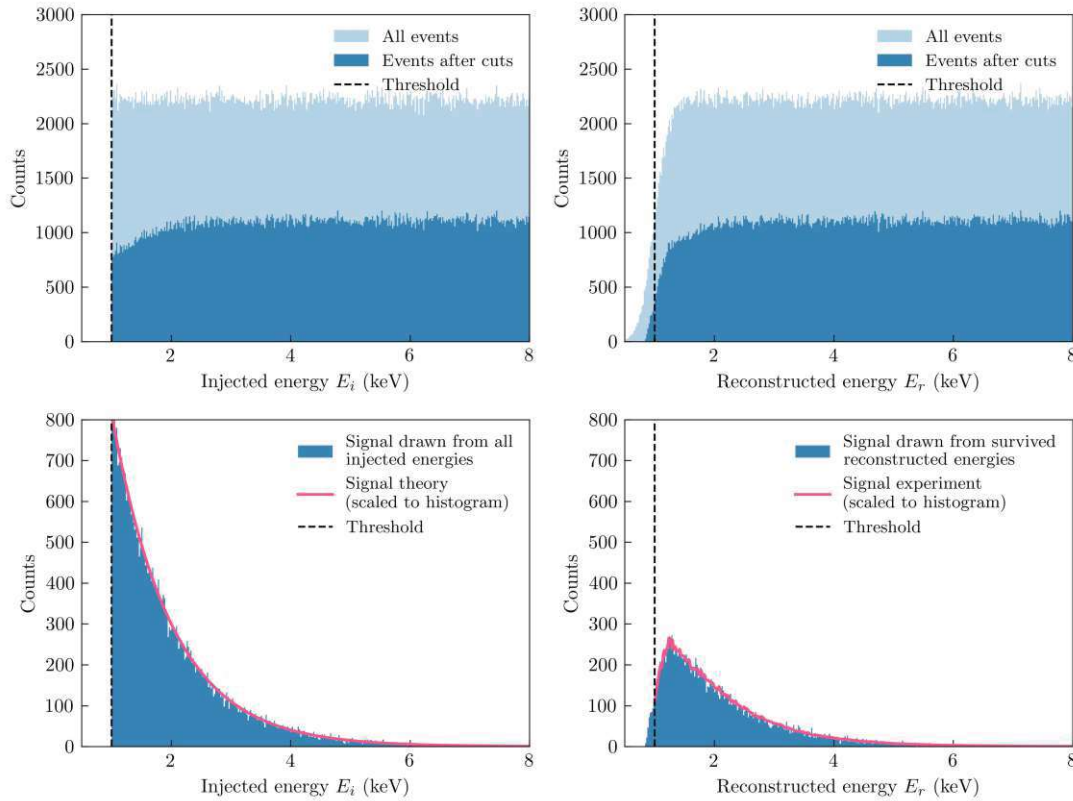 3000
2500
2000
1500
1000
500
0
Counts
All events
Events after cuts
Threshold
2
4
6
8
Injected energy E_i (keV)
3000
2500
2000
1500
1000
500
0
Counts
All events
Events after cuts
Threshold
2
4
6
8
Reconstructed energy E_r (keV)
800
700
600
500
400
300
200
100
0
Counts
Signal drawn from all
injected energies
Signal theory
(scaled to histogram)
Threshold
2
4
6
8
Injected energy E_i (keV)
800
700
600
500
400
300
200
100
0
Counts
Signal drawn from survived
reconstructed energies
Signal experiment
(scaled to histogram)
Threshold
2
4
6
8
Reconstructed energy E_r (keV)